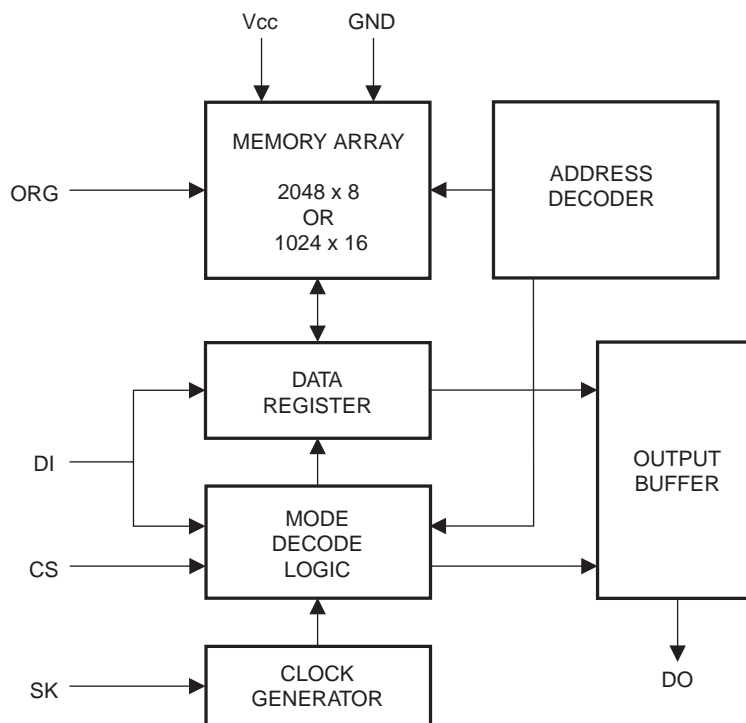 Vcc
GND
MEMORY ARRAY
2048 x 8
OR
1024 x 16
ADDRESS
DECODER
ORG
DATA
REGISTER
DI
OUTPUT
BUFFER
MODE
DECODE
LOGIC
CS
CLOCK
GENERATOR
SK
DO